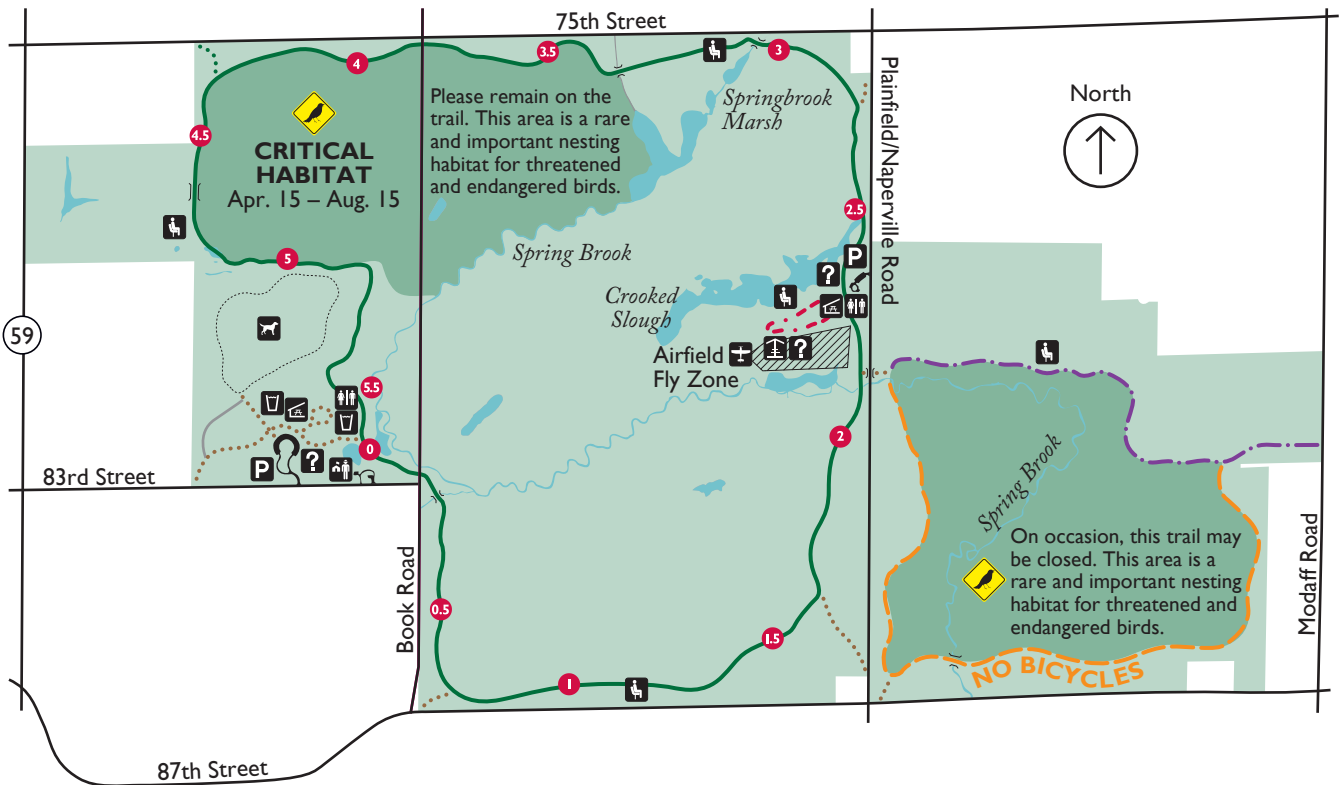 75th Street
4
3.5
3
Please remain on the
trail. This area is a rare
and important nesting
habitat for threatened
and endangered birds.
Springbrook
Marsh
Plainfield/Naperville Road
North
4.5
CRITICAL
HABITAT
Apr. 15 – Aug. 15
2.5
5
Spring Brook
P
?
Crooked
Slough
59
Airfield
Fly Zone
?
5.5
2
0
P
?
83rd Street
Spring Brook
On occasion, this trail may
be closed. This area is a
rare and important nesting
habitat for threatened and
endangered birds.
Book Road
Modaff Road
0.5
1.5
1
NO BICYCLES
87th Street